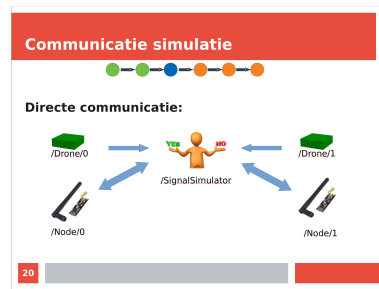 Communicatie simulatie
Directe communicatie:
YES NO
/Drone/0
/Drone/1
/SignalSimulator
/Node/0
/Node/1
20